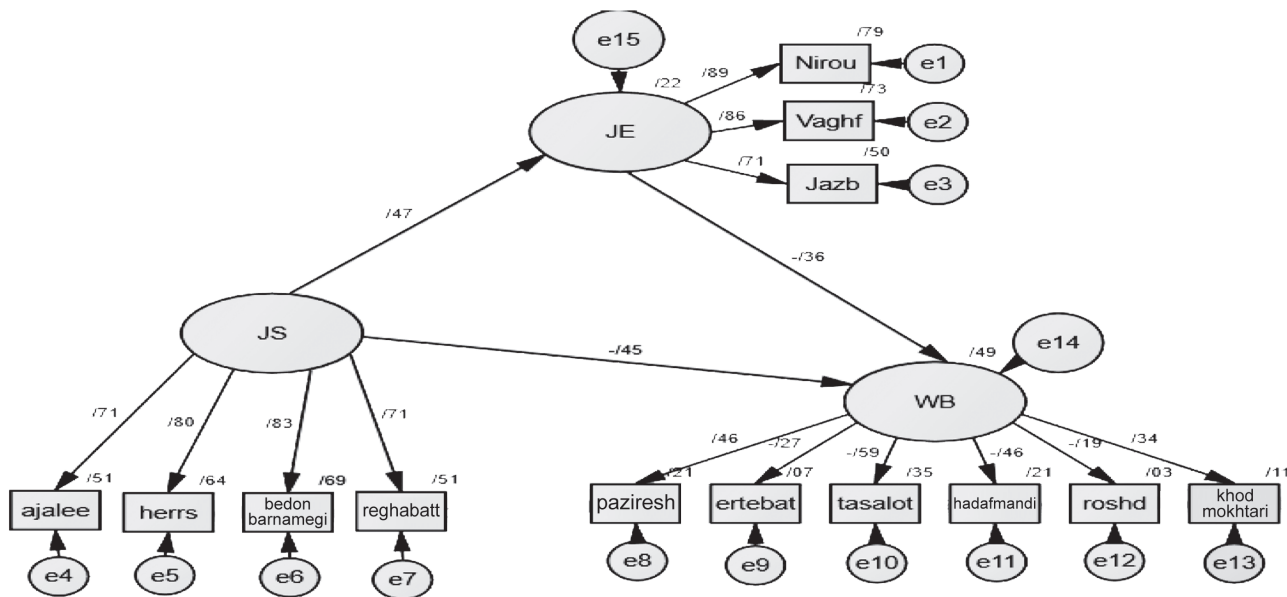 e15
/79
Nirou
e1
/22
/89
/73
JE
/86
Vaghf
e2
/50
/71
Jazb
e3
/47
-/36
JS
-/45
/49
e14
WB
/71
/80
/83
/71
/46
-/27
-/59
-/46
-/19
/34
/51
/64
/69
/51
/21
/07
/35
/21
/03
/11
ajalee
herrs
bedon
barnamegi
reghabatt
paziresh
ertebat
tasalot
hadafmandi
roshd
khod
mokhtari
e4
e5
e6
e7
e8
e9
e10
e11
e12
e13